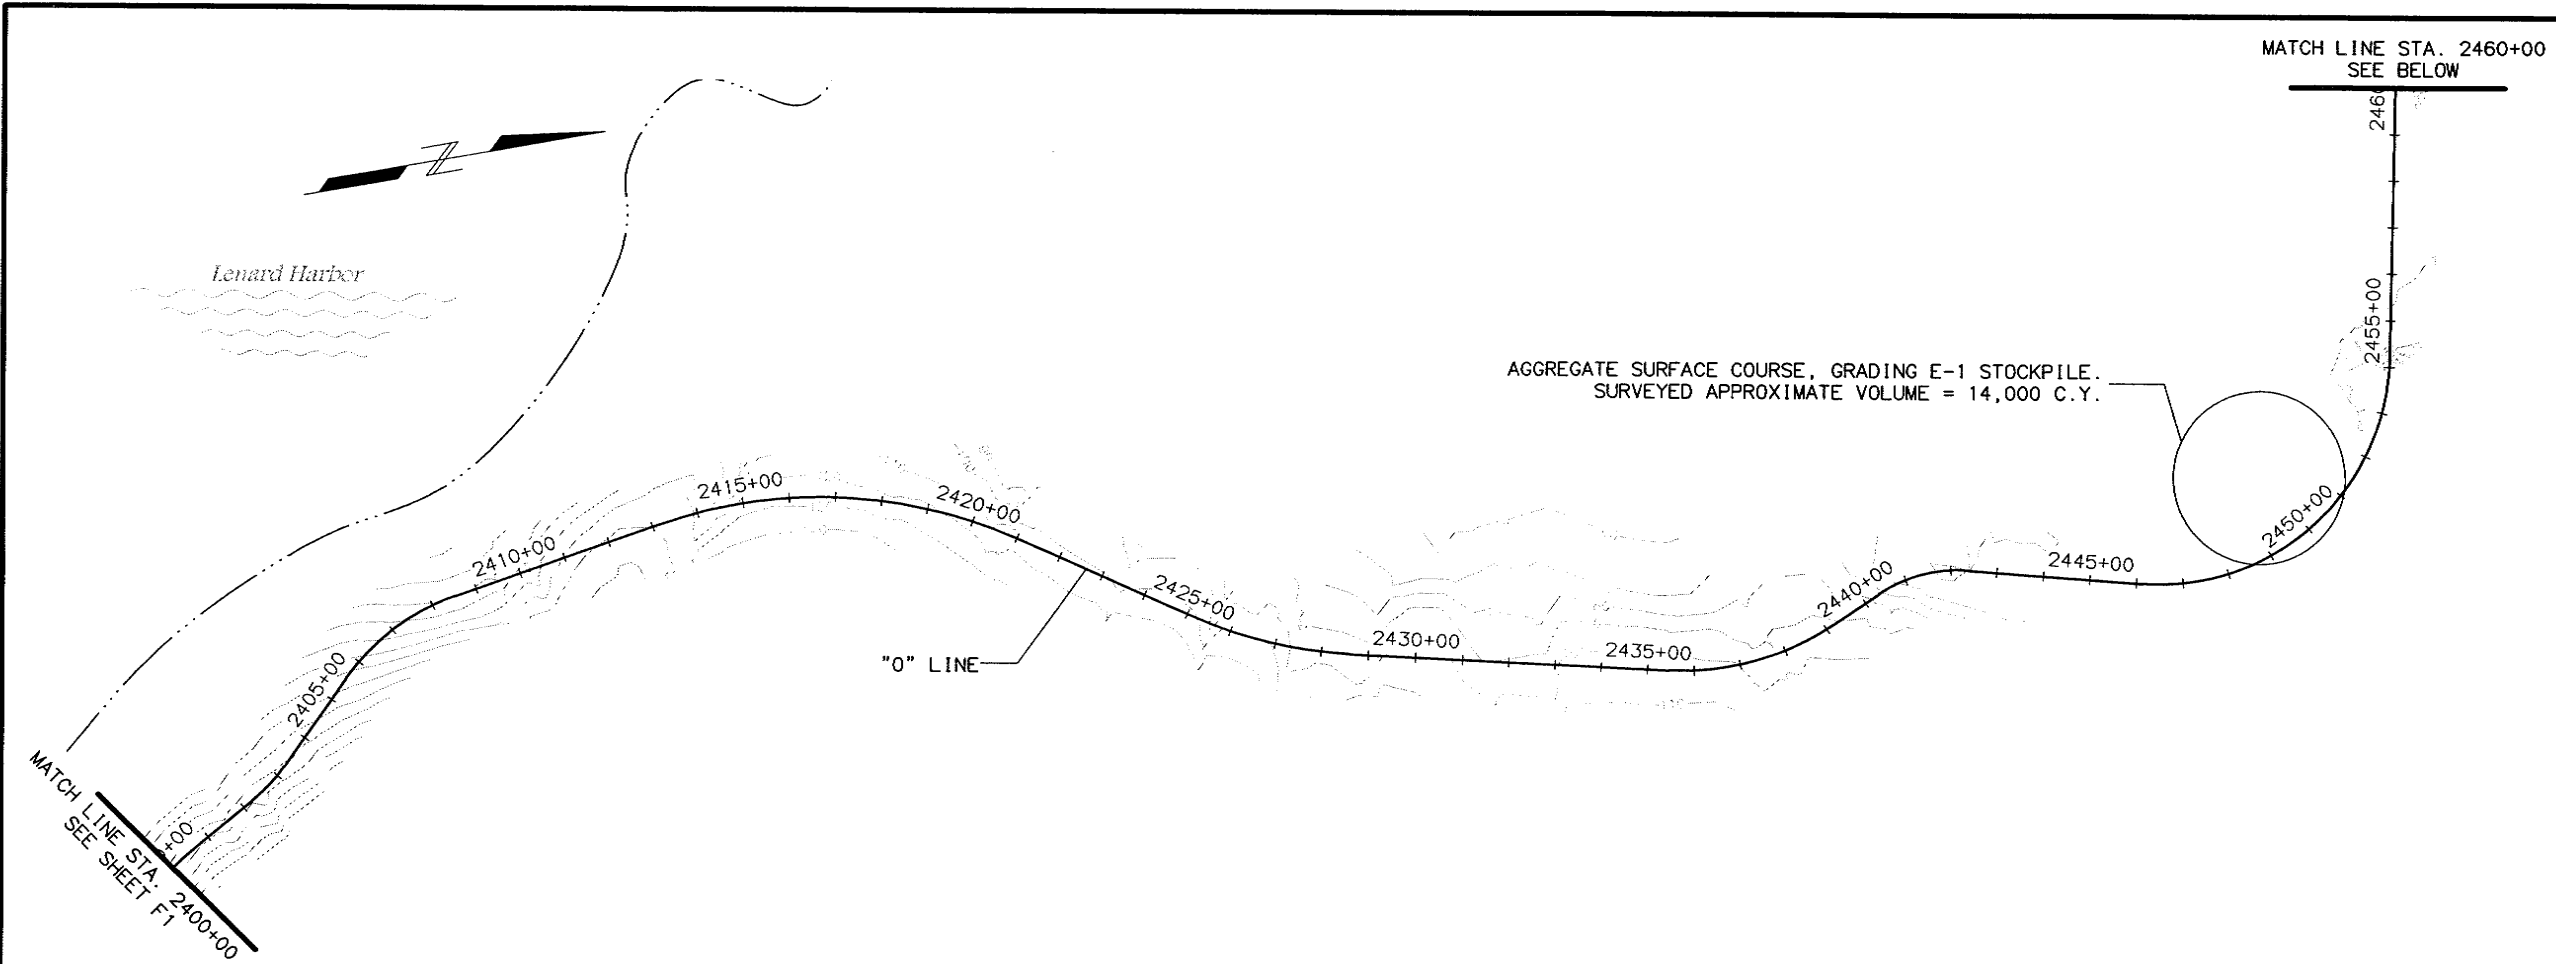 MATCH LINE STA. 2460+00
SEE BELOW
Lenard Harbor
2455+00
AGGREGATE SURFACE COURSE, GRADING E-1 STOCKPILE.
SURVEYED APPROXIMATE VOLUME = 14,000 C.Y.
2415+00
2420+00
2450+00
2410+00
2445+00
2425+00
2440+00
2430+00
2435+00
"O" LINE
2405+00
+00
MATCH LINE STA. 2400+00
SEE SHEET F1